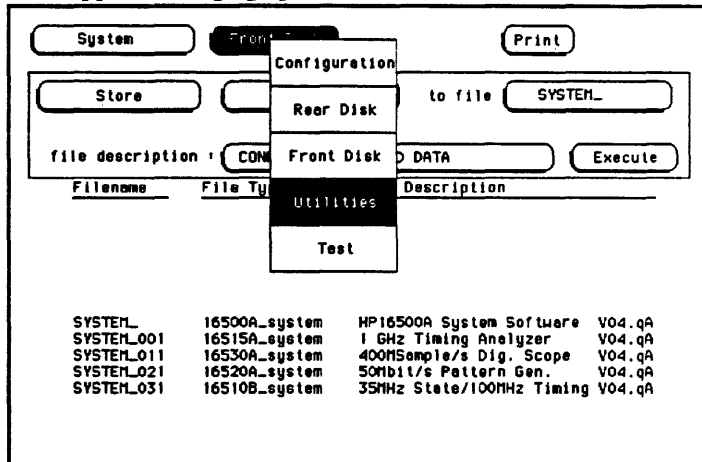 System Print
Configuration
Store Rear Disk to file SYSTEM_
file description : Front Disk DATA Execute
Filename Description
Utilities
Test
SYSTEM_ 16500A_system HP16500A System Software V04.qA
SYSTEM_001 16515A_system 1 GHz Timing Analyzer V04.qA
SYSTEM_011 16530A_system 400MSample/s Dig. Scope V04.qA
SYSTEM_021 16520A_system 50Mbit/s Pattern Gen. V04.qA
SYSTEM_031 16510B_system 35MHz State/100MHz Timing V04.qA